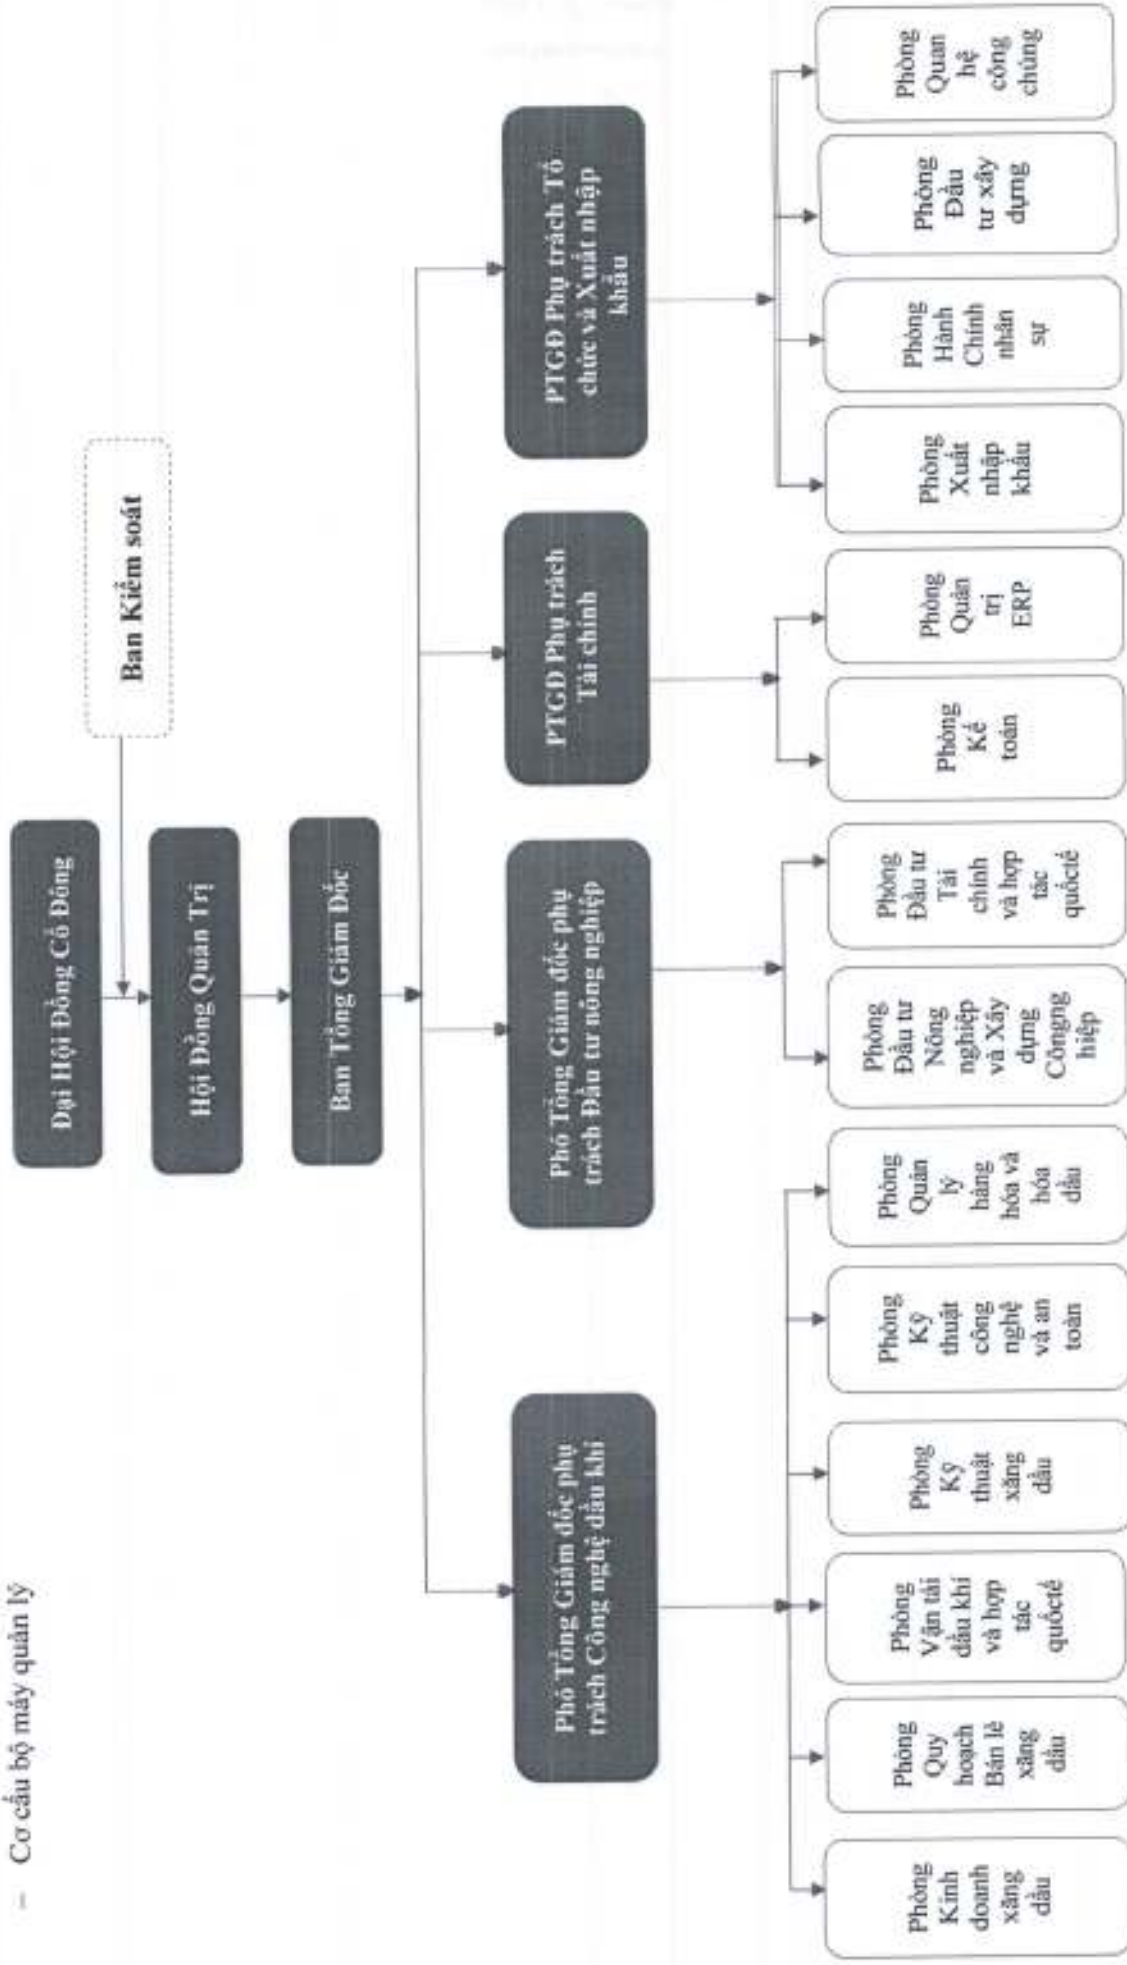 – Cơ cấu bộ máy quản lý
Đại Hội Đồng Cổ Đông
Ban Kiểm soát
Hội Đồng Quản Trị
Ban Tổng Giám Đốc
Phó Tổng Giám đốc phụ
trách Công nghệ dầu khí
Phó Tổng Giám đốc phụ
trách Đầu tư nông nghiệp
PTGĐ Phụ trách
Tài chính
PTGĐ Phụ trách Tổ
chức và Xuất nhập
khẩu
Phòng
Kinh
doanh
xăng
dầu
Phòng
Quy
hoạch
Bán lẻ
xăng
dầu
Phòng
Vận tải
dầu khí
và hợp
tác
quốctế
Phòng
Kỹ
thuật
xăng
dầu
Phòng
Kỹ
thuật
công
nghệ
và an
toàn
Phòng
Quản
lý
hàng
hóa và
hóa
dầu
Phòng
Đầu tư
Nông
nghiệp
và Xây
dựng
Côngng
hiệp
Phòng
Đầu tư
Tài
chính
và hợp
tác
quốctế
Phòng
Kế
toán
Phòng
Quản
trị
ERP
Phòng
Xuất
nhập
khẩu
Phòng
Hành
Chính
nhân
sự
Phòng
Đầu
tư xây
dựng
Phòng
Quan
hệ
công
chúng